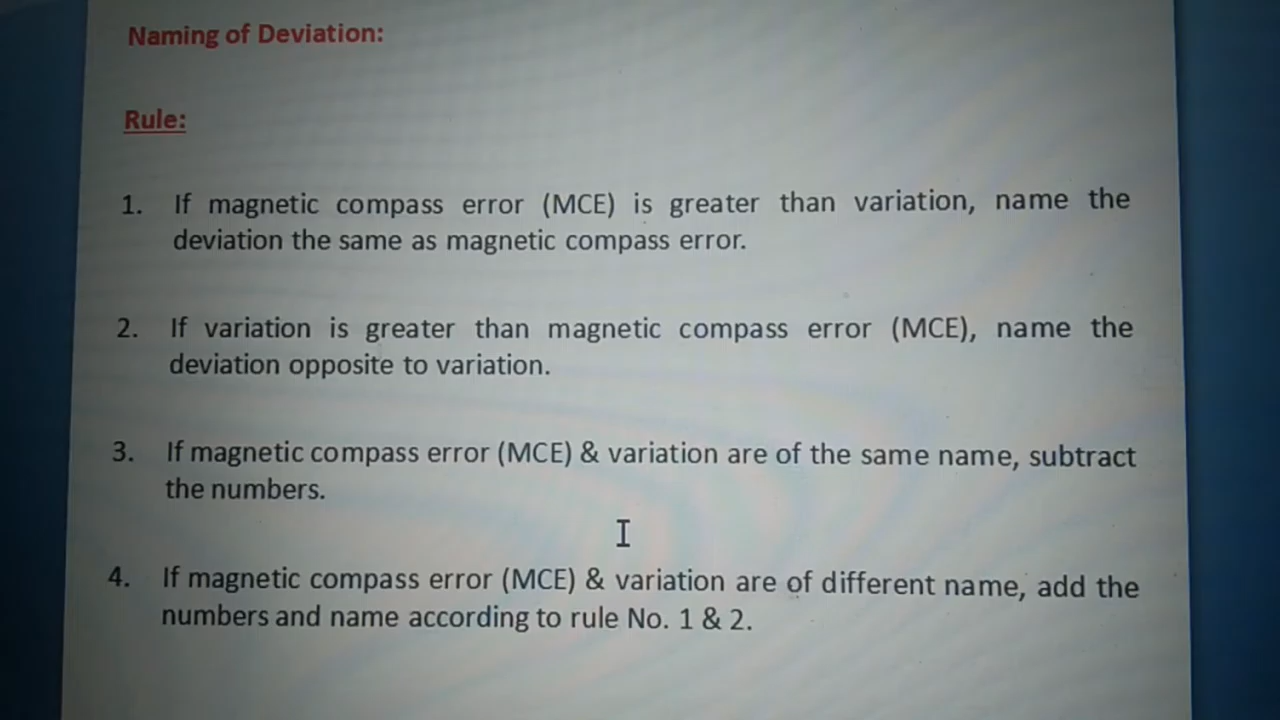 Naming of Deviation:
Rule:
1. If magnetic compass error (MCE) is greater than variation, name the
deviation the same as magnetic compass error.
2. If variation is greater than magnetic compass error (MCE), name the
deviation opposite to variation.
3. If magnetic compass error (MCE) & variation are of the same name, subtract
the numbers.
4. If magnetic compass error (MCE) & variation are of different name, add the
numbers and name according to rule No. 1 & 2.